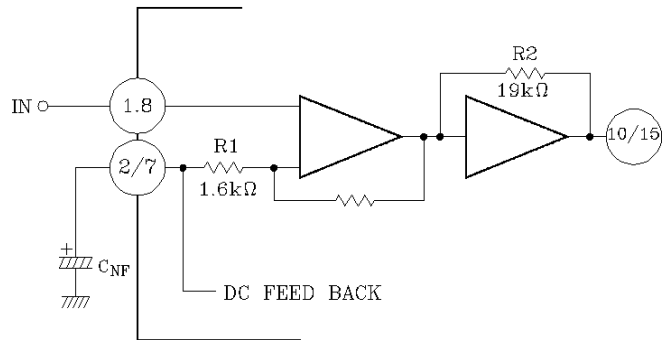 R2
19kΩ
IN
1.8
10/15
R1
2/7
1.6kΩ
+
CNF
DC FEED BACK